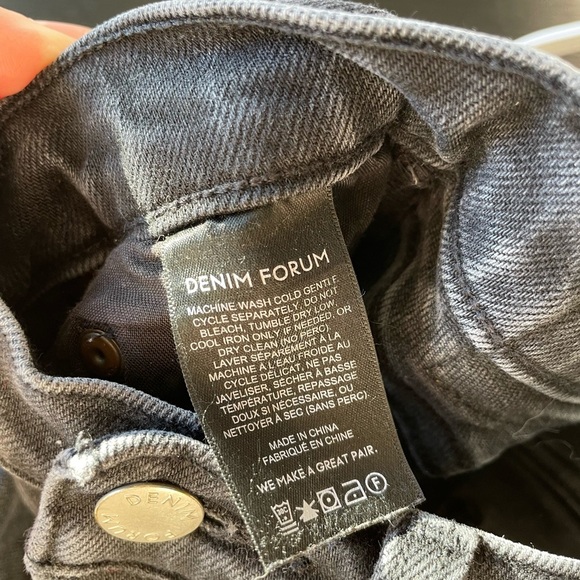 DENIM FORUM
MACHINE WASH COLD GENTLE
CYCLE SEPARATELY, DO NOT
BLEACH, TUMBLE DRY LOW,
COOL IRON ONLY IF NEEDED, OR
DRY CLEAN (NO PERC).
LAVER SÉPARÉMENT À LA
MACHINE À L'EAU FROIDE AU
CYCLE DÉLICAT, NE PAS
JAVELISER, SÉCHER À BASSE
TEMPÉRATURE, REPASSAGE
DOUX SI NÉCESSAIRE, OU
NETTOYER À SEC (SANS PERC).
MADE IN CHINA
FABRIQUÉ EN CHINE
WE MAKE A GREAT PAIR.
30C
F
DENIM
FORUM